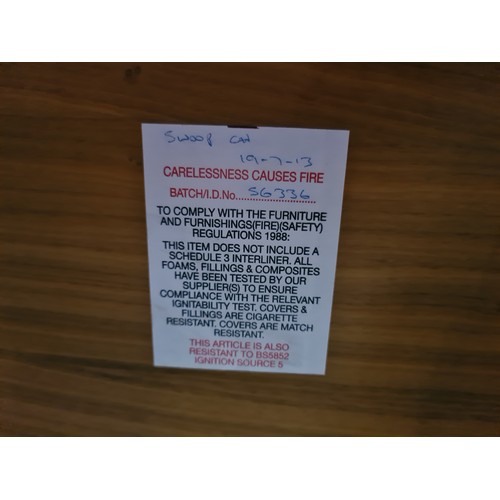 Swoop
19-7-13
CARELESSNESS CAUSES FIRE
BATCH/I.D.No. S6336
TO COMPLY WITH THE FURNITURE
AND FURNISHINGS(FIRE)(SAFETY)
REGULATIONS 1988:
THIS ITEM DOES NOT INCLUDE A
SCHEDULE 3 INTERLINER. ALL
FOAMS, FILLINGS & COMPOSITES
HAVE BEEN TESTED BY OUR
SUPPLIER(S) TO ENSURE
COMPLIANCE WITH THE RELEVANT
IGNITABILITY TEST. COVERS &
FILLINGS ARE CIGARETTE
RESISTANT. COVERS ARE MATCH
RESISTANT.
THIS ARTICLE IS ALSO
RESISTANT TO BS5852
IGNITION SOURCE 5